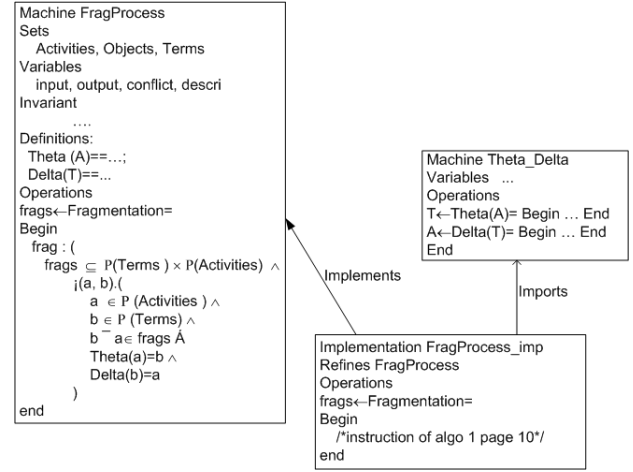 Machine FragProcess
Sets
Activities, Objects, Terms
Variables
input, output, conflict, descri
Invariant
....
Definitions:
Theta (A)==…;
Delta(T)==...
Operations
frags←Fragmentation=
Begin
frag : (
frags ⊆ P(Terms ) × P(Activities) ∧
¡(a, b).(
a ∈ P (Activities ) ∧
b ∈ P (Terms) ∧
b ¯ a∈ frags Á
Theta(a)=b ∧
Delta(b)=a
)
end
Machine Theta_Delta
Variables ...
Operations
T←Theta(A)= Begin … End
A←Delta(T)= Begin … End
End
Implements
Imports
Implementation FragProcess_imp
Refines FragProcess
Operations
frags←Fragmentation=
Begin
/*instruction of algo 1 page 10*/
end